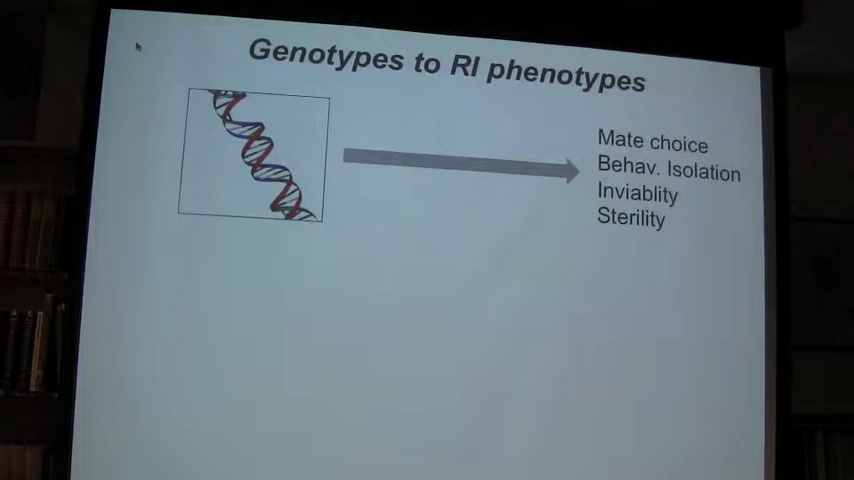 Genotypes to RI phenotypes
Mate choice
Behav. Isolation
Inviablity
Sterility